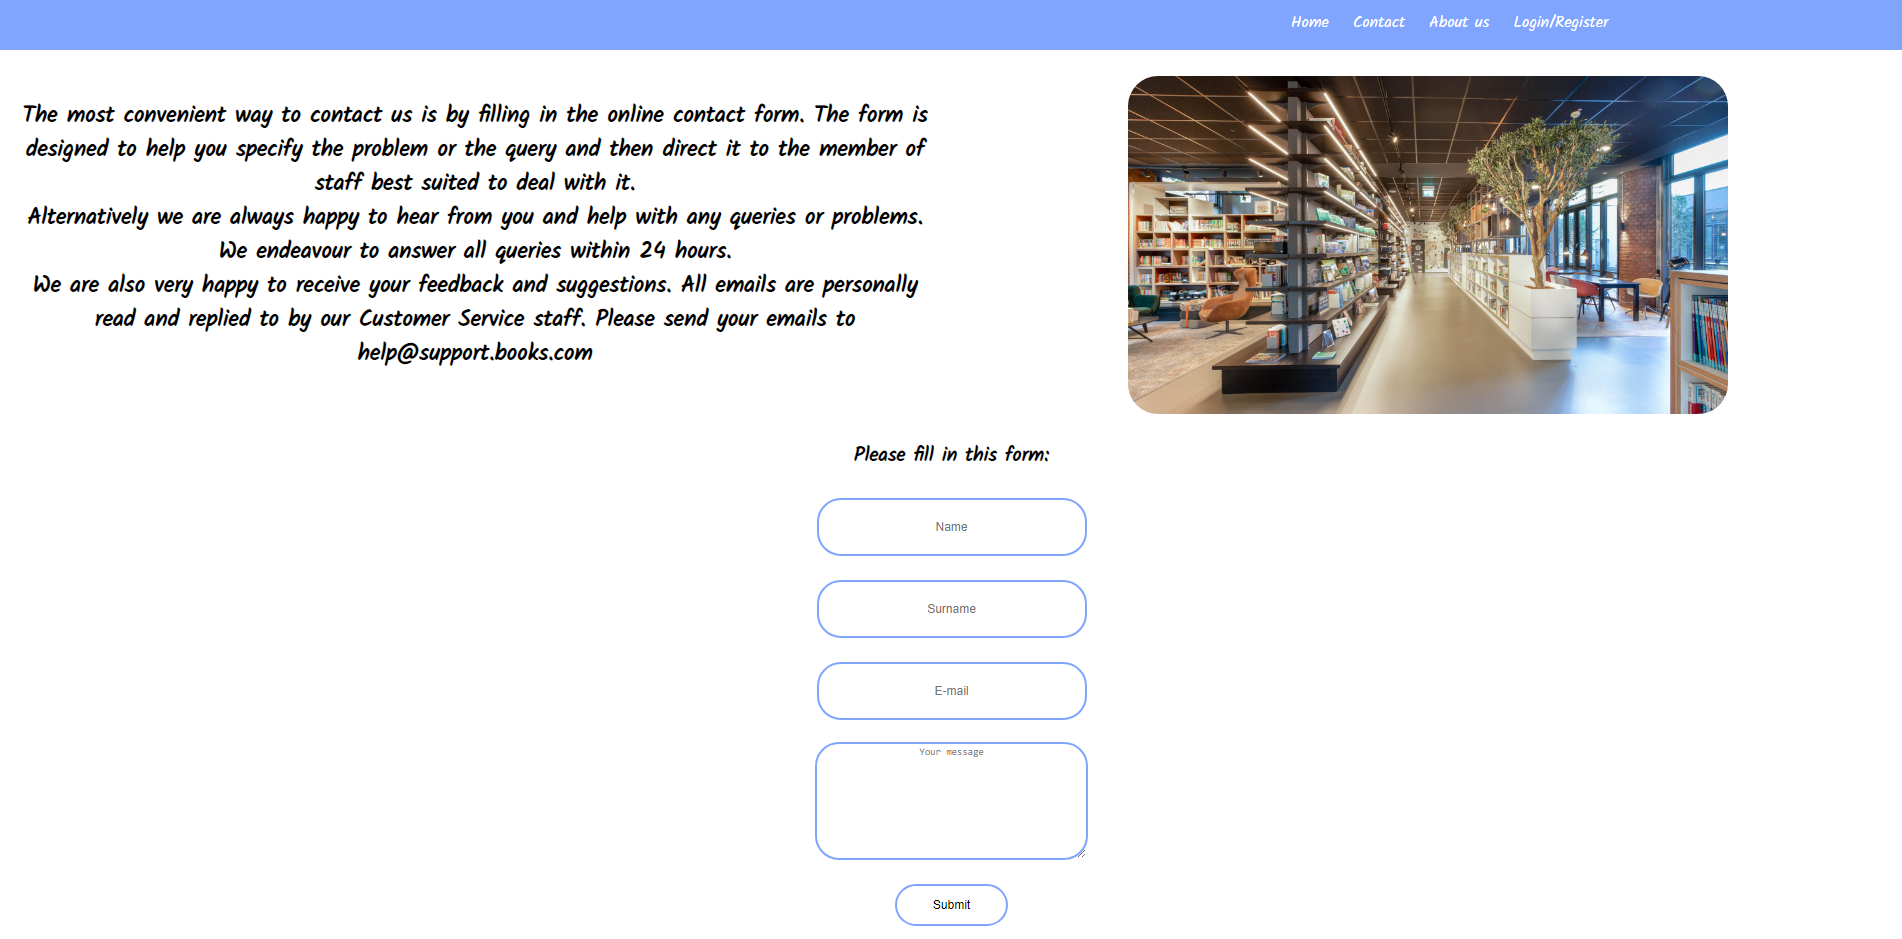 Home Contact About us Login/Register
The most convenient way to contact us is by filling in the online contact form. The form is
designed to help you specify the problem or the query and then direct it to the member of
staff best suited to deal with it.
Alternatively we are always happy to hear from you and help with any queries or problems.
We endeavour to answer all queries within 24 hours.
We are also very happy to receive your feedback and suggestions. All emails are personally
read and replied to by our Customer Service staff. Please send your emails to
help@support.books.com
Please fill in this form:
Name
Surname
E-mail
Your message
Submit